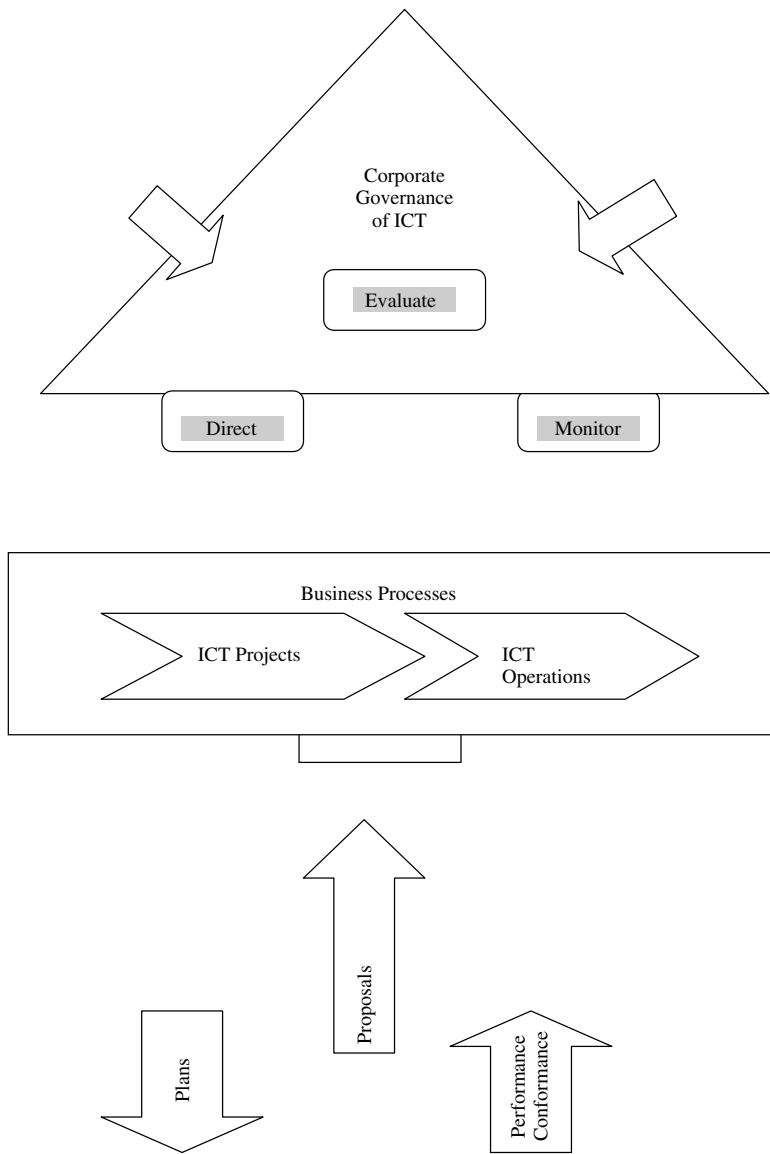 Corporate
Governance
of ICT
Evaluate
Direct
Monitor
Business Processes
ICT Projects
ICT
Operations
Proposals
Plans
Performance
Conformance